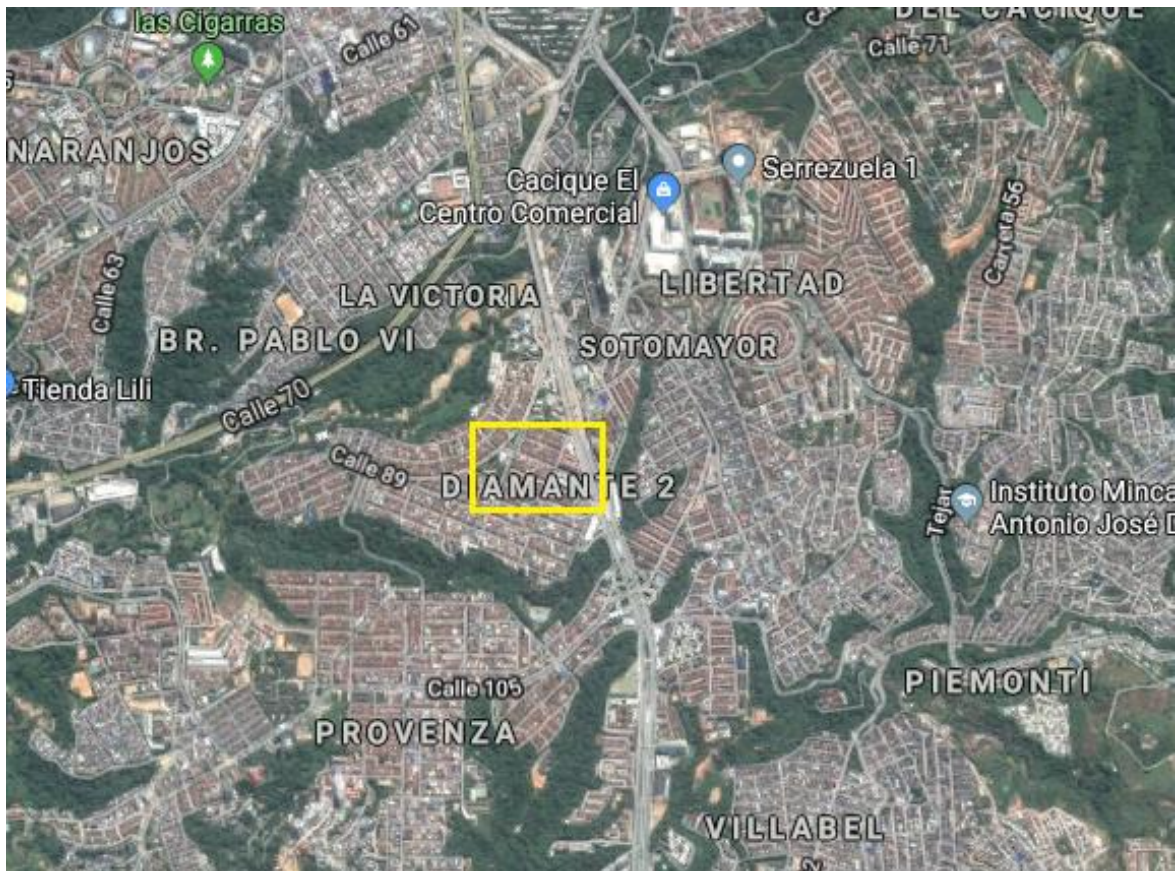 las Cigarras
Calle 61
DEL CACIQUE
Calle 71
NARANJOS
Cacique El
Centro Comercial
Serrezuela 1
Carrera 56
Calle 63
LA VICTORIA
LIBERTAD
BR. PABLO VI
SOTOMAYOR
Tienda Lili
Calle 70
Calle 89
DIAMANTE 2
Tejar
Instituto Minca
Antonio José D
Calle 105
PIEMONTI
PROVENZA
VILLABEL